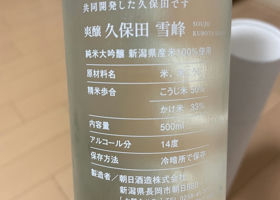 共同開発した久保田です
爽醸 久保田 雪峰
SOUJO
KUBOTA
純米大吟醸 新潟県産米100%使用
原材料名 米、
精米歩合 こうじ米 50%
かけ米 33%
内容量 500ml
アルコール分 14度
保存方法 冷暗所で保存
製造者／朝日酒造株式会社
新潟県長岡市朝日880